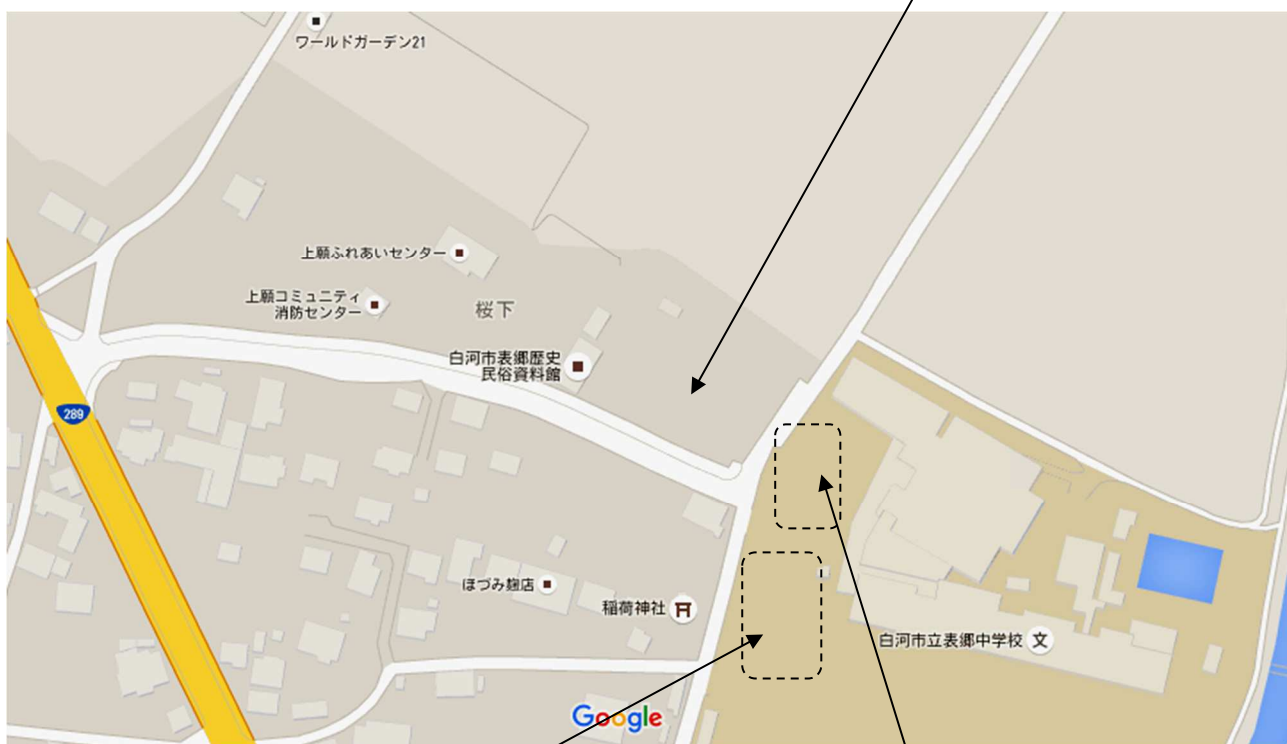 ワールドガーデン21
上願ふれあいセンター
上願コミュニティ
消防センター
桜下
白河市表郷歴史
民俗資料館
289
ほづみ麹店
稲荷神社
白河市立表郷中学校
文
Google